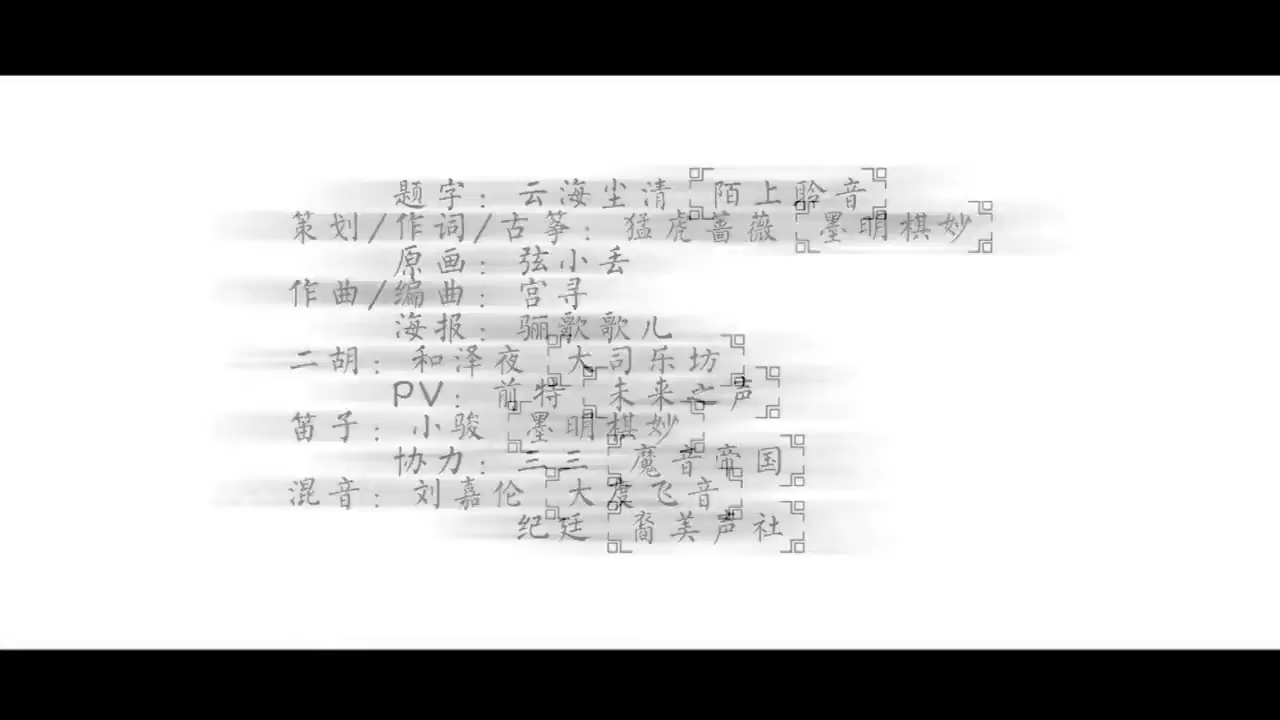 题字：云海尘清 陌上聆音
策划/作词/古筝：猛虎蔷薇 墨明棋妙
原画：弦小丢
作曲/编曲：宫寻
海报：骊歌歌儿
二胡：和泽夜 大司乐坊
PV：前特 未来之声
笛子：小骏 墨明棋妙
协力：三三 魔音帝国
混音：刘嘉伦 大度飞音
纪廷 裔美声社